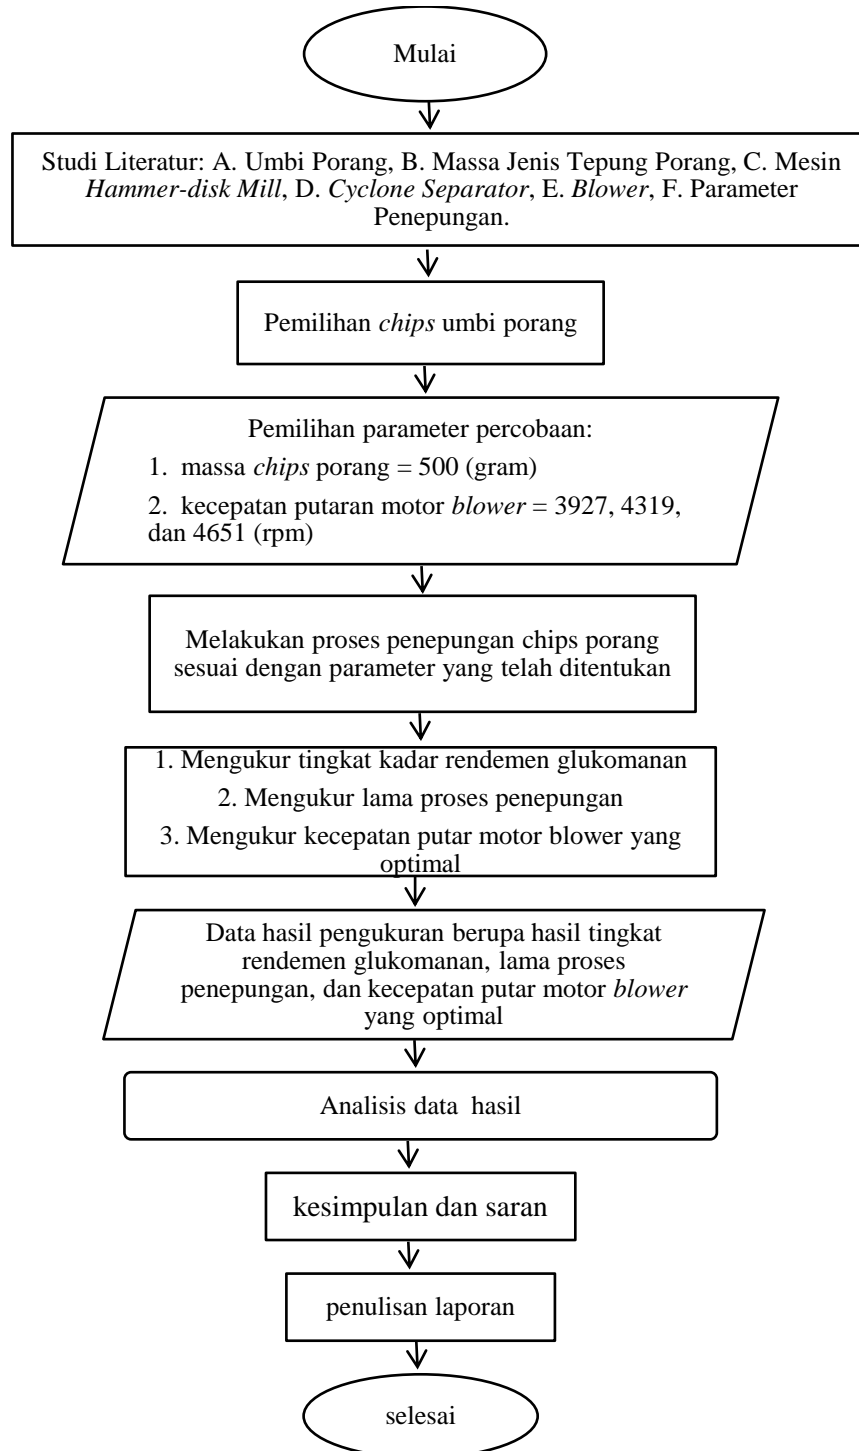 Mulai
Studi Literatur: A. Umbi Porang, B. Massa Jenis Tepung Porang, C. Mesin
Hammer-disk Mill, D. Cyclone Separator, E. Blower, F. Parameter
Penepungan.
Pemilihan chips umbi porang
Pemilihan parameter percobaan:
1. massa chips porang = 500 (gram)
2. kecepatan putaran motor blower = 3927, 4319,
dan 4651 (rpm)
Melakukan proses penepungan chips porang
sesuai dengan parameter yang telah ditentukan
1. Mengukur tingkat kadar rendemen glukomanan
2. Mengukur lama proses penepungan
3. Mengukur kecepatan putar motor blower yang
optimal
Data hasil pengukuran berupa hasil tingkat
rendemen glukomanan, lama proses
penepungan, dan kecepatan putar motor blower
yang optimal
Analisis data hasil
kesimpulan dan saran
penulisan laporan
selesai